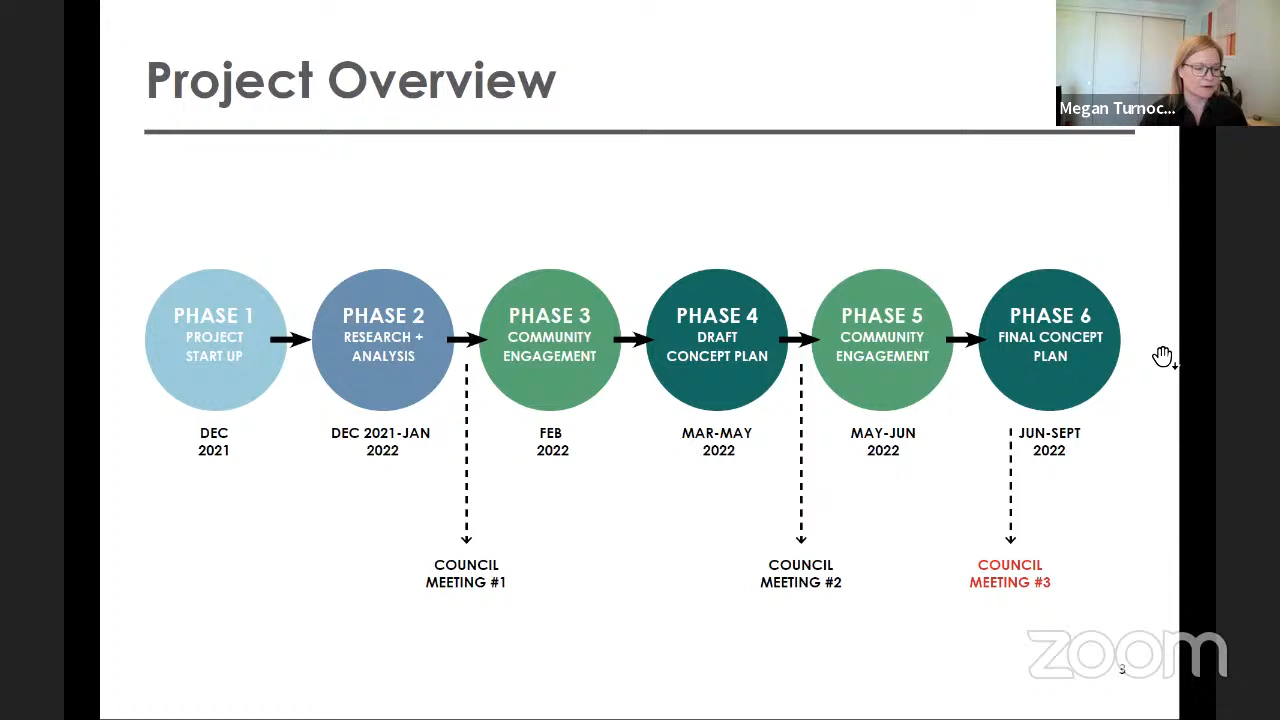 Project Overview
Megan Turnoc...
PHASE 1
PROJECT
START UP
PHASE 2
RESEARCH +
ANALYSIS
PHASE 3
COMMUNITY
ENGAGEMENT
PHASE 4
DRAFT
CONCEPT PLAN
PHASE 5
COMMUNITY
ENGAGEMENT
PHASE 6
FINAL CONCEPT
PLAN
DEC
2021
DEC 2021-JAN
2022
FEB
2022
MAR-MAY
2022
MAY-JUN
2022
JUN-SEPT
2022
COUNCIL
MEETING #1
COUNCIL
MEETING #2
COUNCIL
MEETING #3
zoom
3